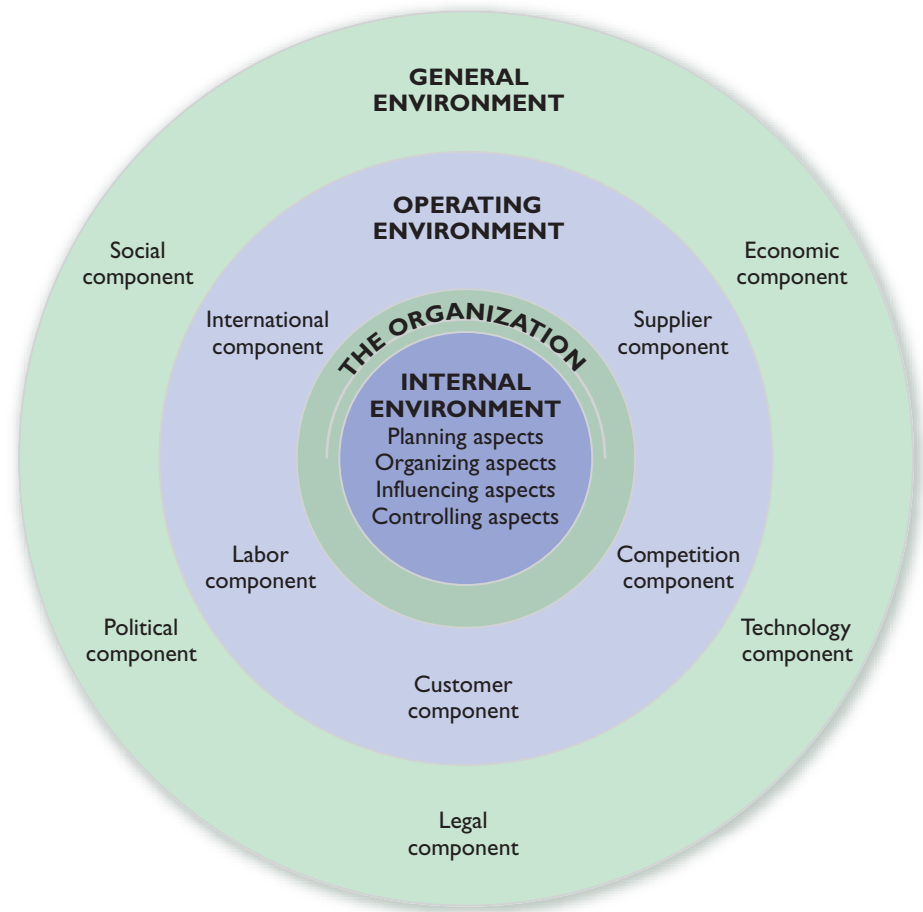 GENERAL
ENVIRONMENT
OPERATING
ENVIRONMENT
Social
component
Economic
component
International
component
Supplier
component
THE ORGANIZATION
INTERNAL
ENVIRONMENT
Planning aspects
Organizing aspects
Influencing aspects
Controlling aspects
Labor
component
Competition
component
Political
component
Technology
component
Customer
component
Legal
component